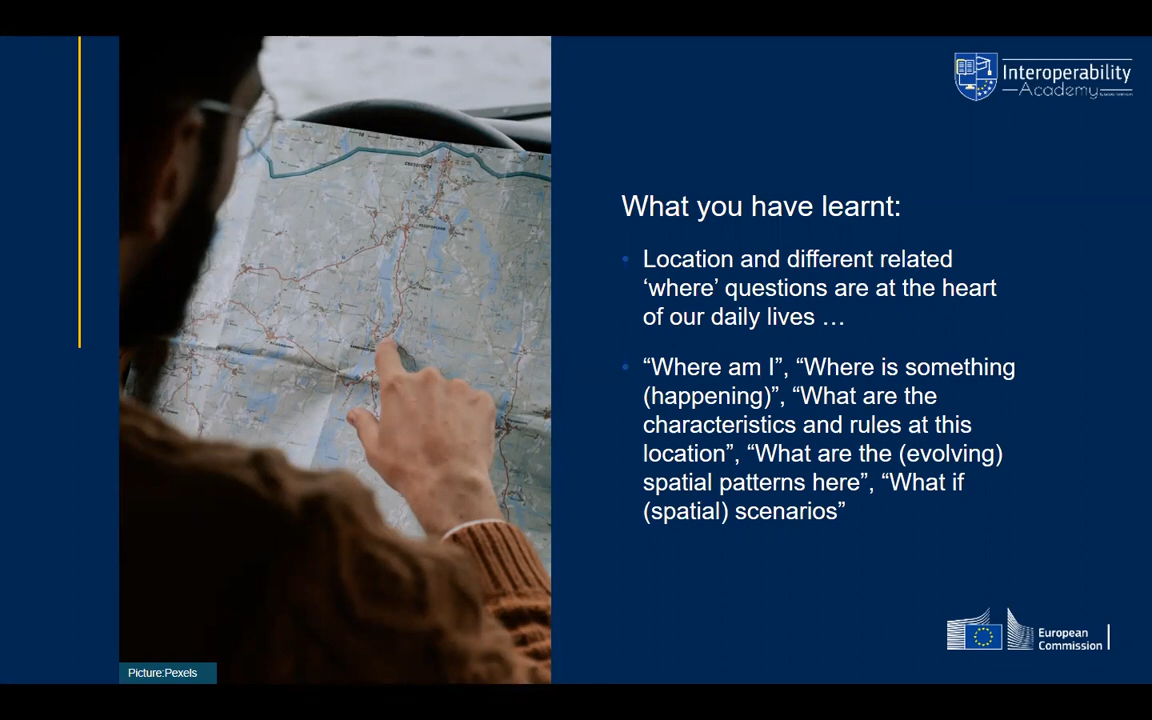 Interoperability
Academy
What you have learnt:
• Location and different related
‘where’ questions are at the heart
of our daily lives …
• “Where am I”, “Where is something
(happening)”, “What are the
characteristics and rules at this
location”, “What are the (evolving)
spatial patterns here”, “What if
(spatial) scenarios”
European
Commission
Picture:Pexels